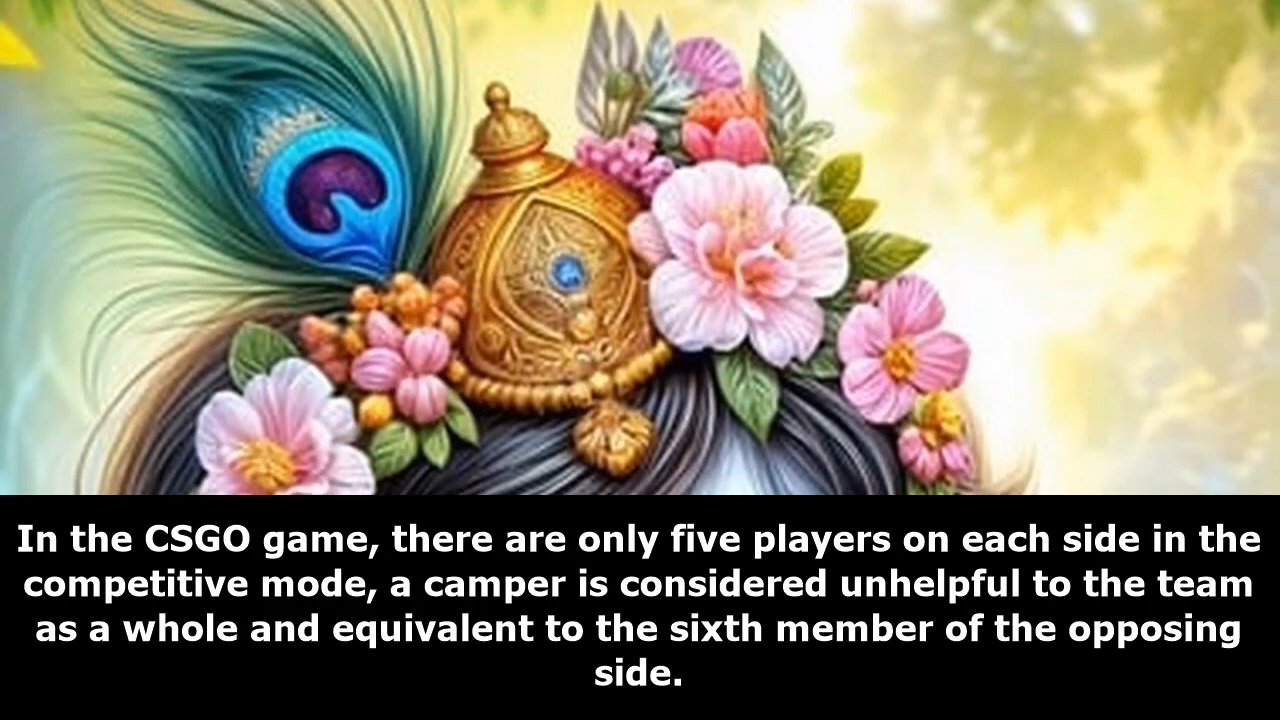 In the CSGO game, there are only five players on each side in the
competitive mode, a camper is considered unhelpful to the team
as a whole and equivalent to the sixth member of the opposing
side.